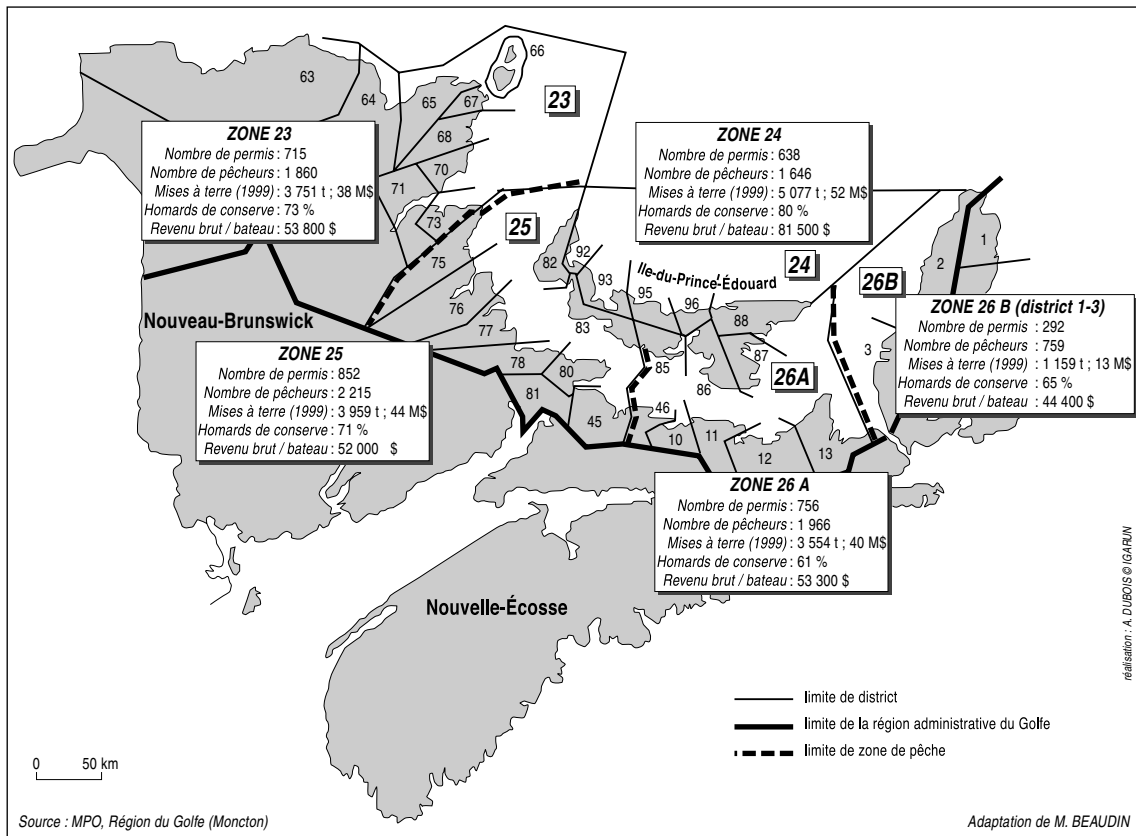 66
63
23
64
65
67
68
70
71
73
75
76
77
78
80
81
45
46
10
11
12
13
82
92
93
83
95
96
85
86
87
88
1
2
3
ZONE 23
Nombre de permis : 715
Nombre de pêcheurs : 1 860
Mises à terre (1999) : 3 751 t ; 38 M$
Homards de conserve : 73 %
Revenu brut / bateau : 53 800 $
ZONE 24
Nombre de permis : 638
Nombre de pêcheurs : 1 646
Mises à terre (1999) : 5 077 t ; 52 M$
Homards de conserve : 80 %
Revenu brut / bateau : 81 500 $
25
24
26B
26A
Ile-du-Prince-Édouard
Nouveau-Brunswick
ZONE 26 B (district 1-3)
Nombre de permis : 292
Nombre de pêcheurs : 759
Mises à terre (1999) : 1 159 t ; 13 M$
Homards de conserve : 65 %
Revenu brut / bateau : 44 400 $
ZONE 25
Nombre de permis : 852
Nombre de pêcheurs : 2 215
Mises à terre (1999) : 3 959 t ; 44 M$
Homards de conserve : 71 %
Revenu brut / bateau : 52 000 $
ZONE 26 A
Nombre de permis : 756
Nombre de pêcheurs : 1 966
Mises à terre (1999) : 3 554 t ; 40 M$
Homards de conserve : 61 %
Revenu brut / bateau : 53 300 $
Nouvelle-Écosse
limite de district
limite de la région administrative du Golfe
limite de zone de pêche
0 50 km
Source : MPO, Région du Golfe (Moncton)
Adaptation de M. BEAUDIN
réalisation : A. DUBOIS © IGARUN